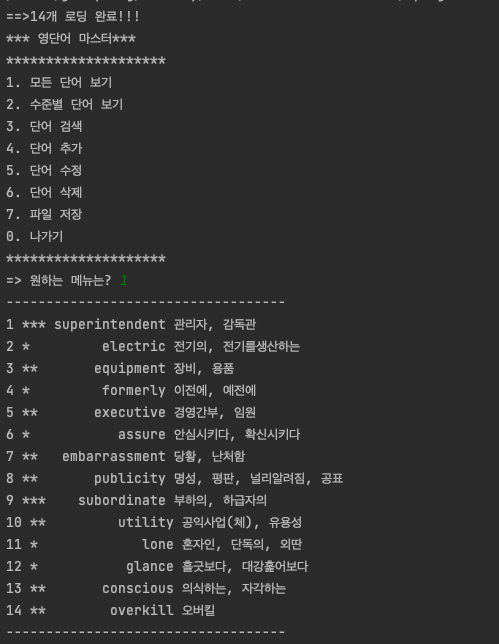 ==>14개 로딩 완료!!!
*** 영단어 마스터***
********************
1. 모든 단어 보기
2. 수준별 단어 보기
3. 단어 검색
4. 단어 추가
5. 단어 수정
6. 단어 삭제
7. 파일 저장
0. 나가기
********************
=> 원하는 메뉴는? 1
-----------------------------------
1 *** superintendent 관리자, 감독관
2 *         electric 전기의, 전기를생산하는
3 **       equipment 장비, 용품
4 *         formerly 이전에, 예전에
5 **       executive 경영간부, 임원
6 *           assure 안심시키다, 확신시키다
7 **   embarrassment 당황, 난처함
8 **       publicity 명성, 평판, 널리알려짐, 공표
9 ***    subordinate 부하의, 하급자의
10 **         utility 공익사업(체), 유용성
11 *             lone 혼자인, 단독의, 외딴
12 *           glance 흘긋보다, 대강훑어보다
13 **       conscious 의식하는, 자각하는
14 **        overkill 오버킬
-----------------------------------